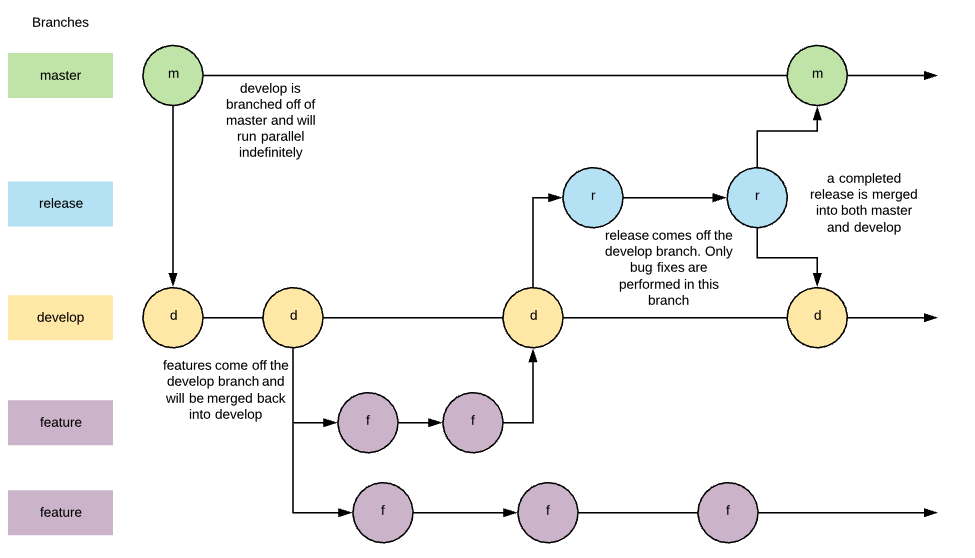 Branches
master
m
m
develop is
branched off of
master and will
run parallel
indefinitely
release
r
r
a completed
release is merged
into both master
and develop
release comes off the
develop branch. Only
bug fixes are
performed in this
branch
develop
d
d
d
d
features come off the
develop branch and
will be merged back
into develop
feature
f
f
feature
f
f
f